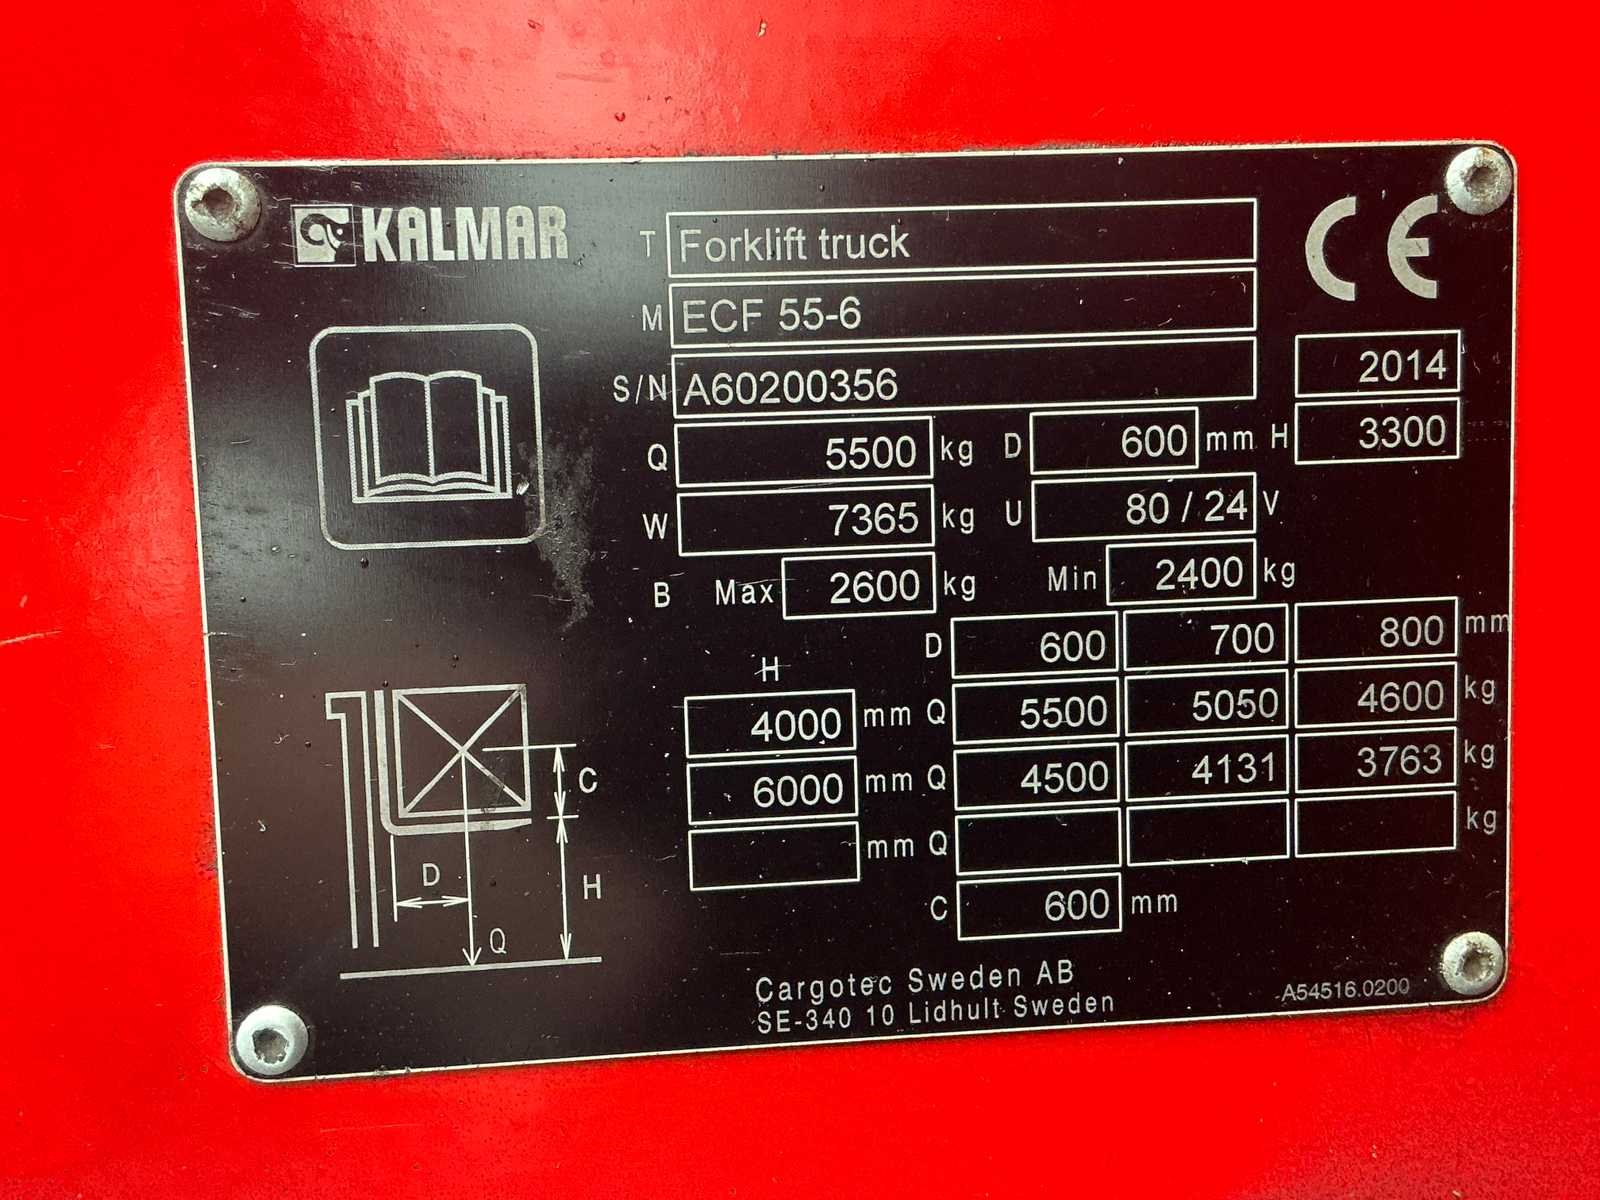 KALMAR
T Forklift truck
M ECF 55-6
S/N A60200356 2014
Q 5500 kg D 600 mm H 3300
W 7365 kg U 80 / 24 V
B Max 2600 kg Min 2400 kg
D 600 700 800 mm
H
4000 mm Q 5500 5050 4600 kg
6000 mm Q 4500 4131 3763 kg
mm Q kg
C 600 mm
C
D
H
Q
Cargotec Sweden AB
SE-340 10 Lidhult Sweden
A54516.0200
CE